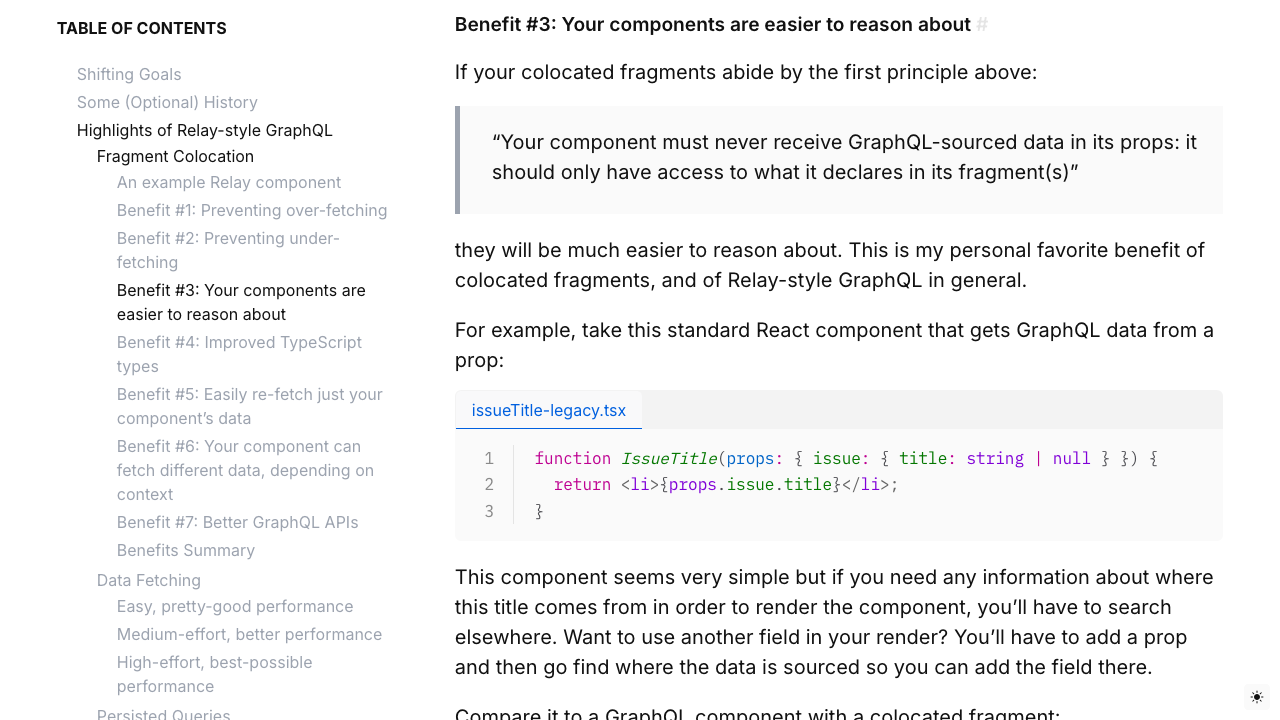 TABLE OF CONTENTS
Shifting Goals
Some (Optional) History
Highlights of Relay-style GraphQL
Fragment Colocation
An example Relay component
Benefit #1: Preventing over-fetching
Benefit #2: Preventing under-
fetching
Benefit #3: Your components are
easier to reason about
Benefit #4: Improved TypeScript
types
Benefit #5: Easily re-fetch just your
component’s data
Benefit #6: Your component can
fetch different data, depending on
context
Benefit #7: Better GraphQL APIs
Benefits Summary
Data Fetching
Easy, pretty-good performance
Medium-effort, better performance
High-effort, best-possible
performance
Persisted Queries
Benefit #3: Your components are easier to reason about #
If your colocated fragments abide by the first principle above:
“Your component must never receive GraphQL-sourced data in its props: it
should only have access to what it declares in its fragment(s)”
they will be much easier to reason about. This is my personal favorite benefit of
colocated fragments, and of Relay-style GraphQL in general.
For example, take this standard React component that gets GraphQL data from a
prop:
issueTitle-legacy.tsx
1 function IssueTitle(props: { issue: { title: string | null } }) {
2 return <li>{props.issue.title}</li>;
3 }
This component seems very simple but if you need any information about where
this title comes from in order to render the component, you’ll have to search
elsewhere. Want to use another field in your render? You’ll have to add a prop
and then go find where the data is sourced so you can add the field there.
Compare it to a GraphQL component with a colocated fragment: